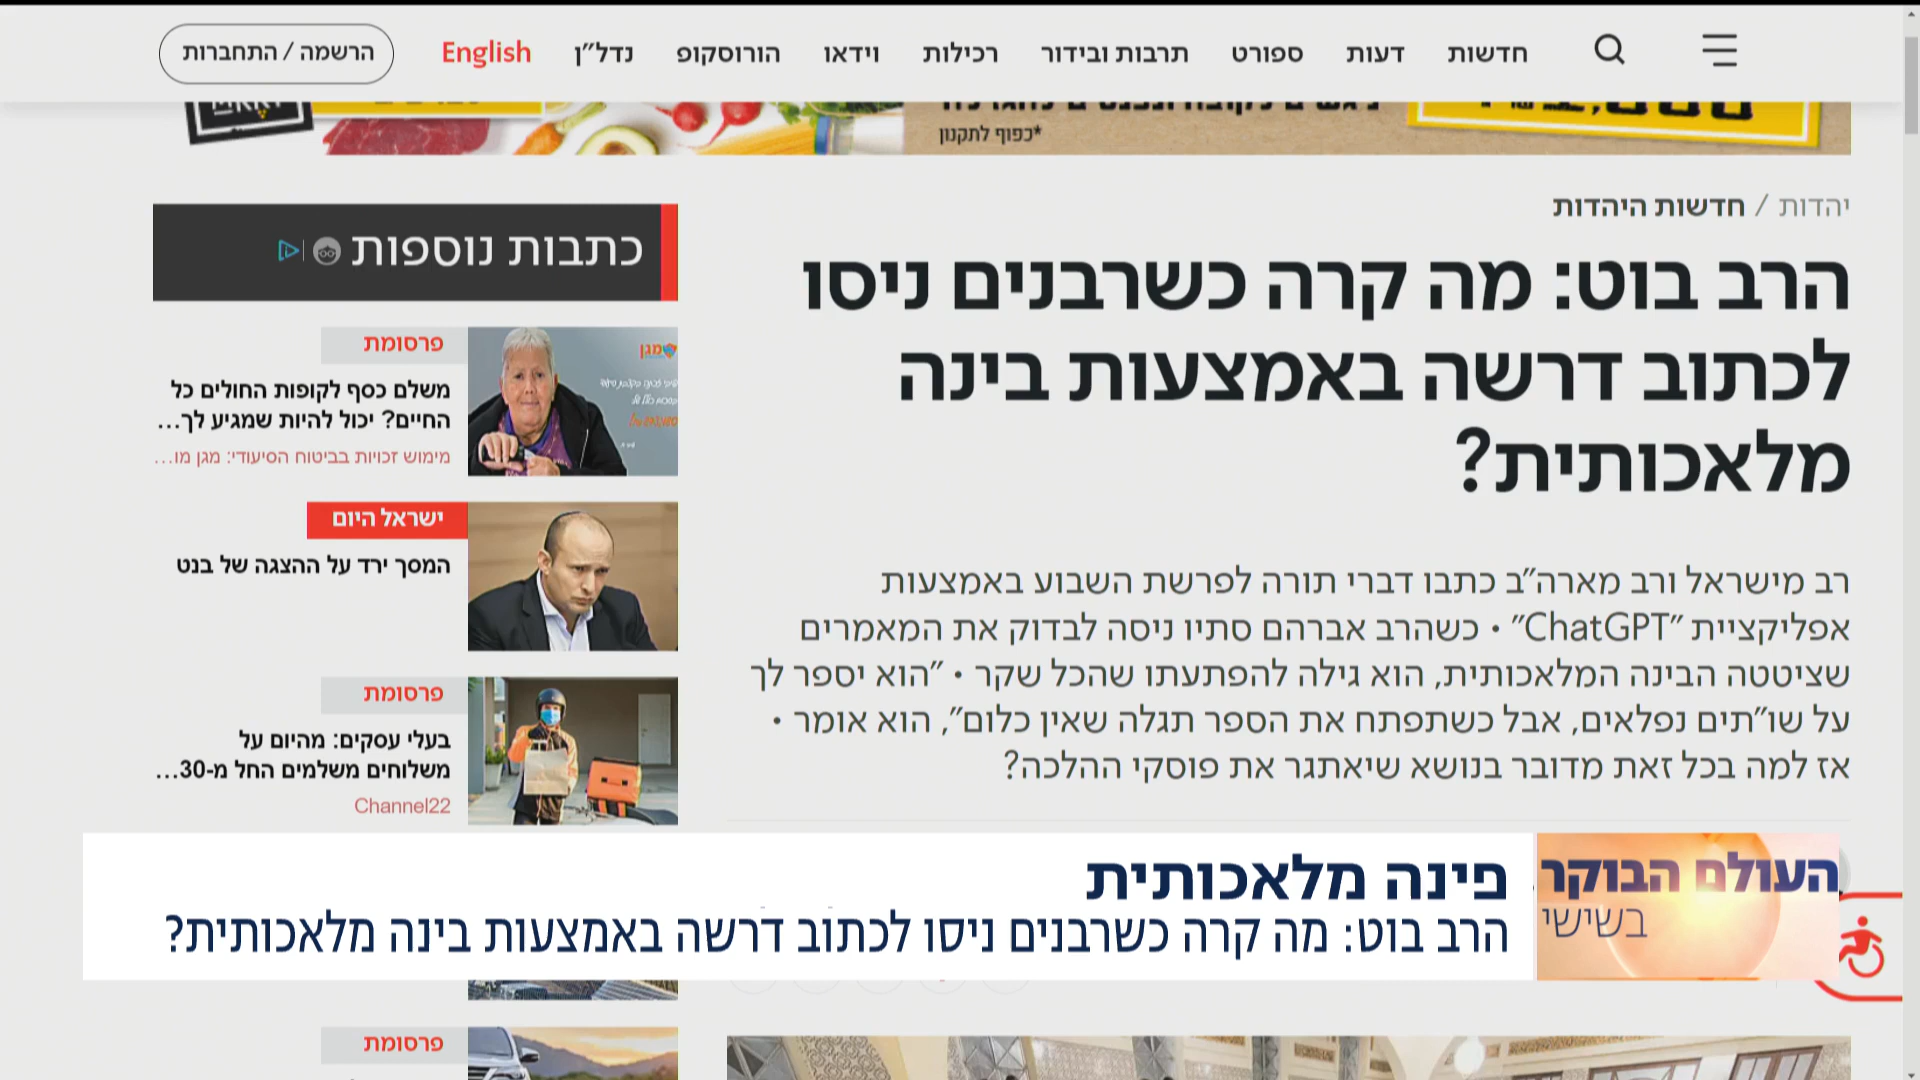 חדשות
דעות
ספורט
תרבות ובידור
רכילות
וידאו
הורוסקופ
נדל"ן
English
הרשמה / התחברות
*כפוף לתקנון
יהדות / חדשות היהדות
הרב בוט: מה קרה כשרבנים ניסו
לכתוב דרשה באמצעות בינה
מלאכותית?
רב מישראל ורב מארה"ב כתבו דברי תורה לפרשת השבוע באמצעות
אפליקציית "ChatGPT" • כשהרב אברהם סתיו ניסה לבדוק את המאמרים
שציטטה הבינה המלאכותית, הוא גילה להפתעתו שהכל שקר • "הוא יספר לך
על שו"תים נפלאים, אבל כשתפתח את הספר תגלה שאין כלום", הוא אומר •
אז למה בכל זאת מדובר בנושא שיאתגר את פוסקי ההלכה?
כתבות נוספות
מגן
פרסומת
משלם כסף לקופות החולים כל
החיים? יכול להיות שמגיע לך...
מימוש זכויות בביטוח הסיעודי: מגן מו...
ישראל היום
המסך ירד על ההצגה של בנט
פרסומת
בעלי עסקים: מהיום על
משלוחים משלמים החל מ-30...
Channel22
העולם הבוקר
בשישי
פינה מלאכותית
הרב בוט: מה קרה כשרבנים ניסו לכתוב דרשה באמצעות בינה מלאכותית?
פרסומת